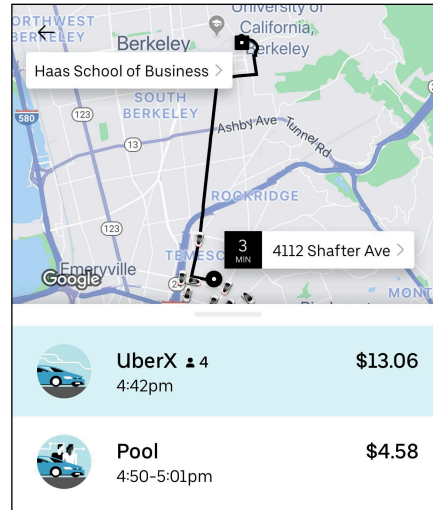 NORTHWEST
BERKELEY
Berkeley
University of
California,
Berkeley
Haas School of Business
SOUTH
BERKELEY
580
123
13
Ashby Ave
Tunnel Rd
ROCKRIDGE
123
3
MIN
4112 Shafter Ave
TEMESC
Emeryville
Google
24
MONT
UberX 4
$13.06
4:42pm
Pool
$4.58
4:50-5:01pm